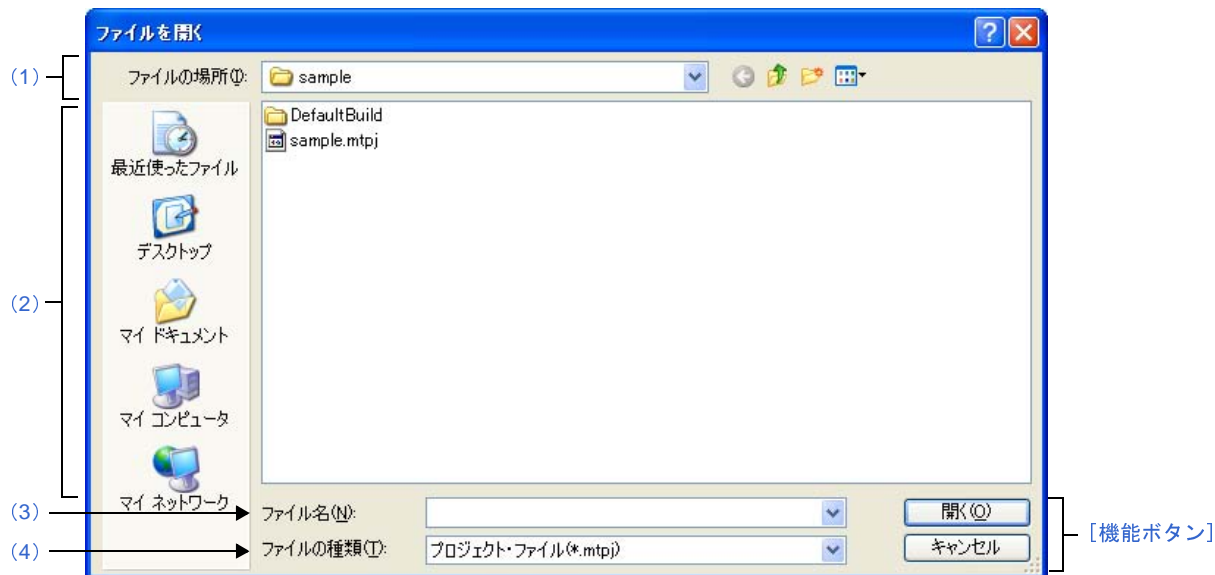 ファイルを開く
(1)
ファイルの場所(I):
sample
DefaultBuild
sample.mtpj
最近使ったファイル
デスクトップ
(2)
マイ ドキュメント
マイ コンピュータ
マイ ネットワーク
(3)
ファイル名(N):
開く(O)
[機能ボタン]
(4)
ファイルの種類(T):
プロジェクト・ファイル(*.mtpj)
キャンセル